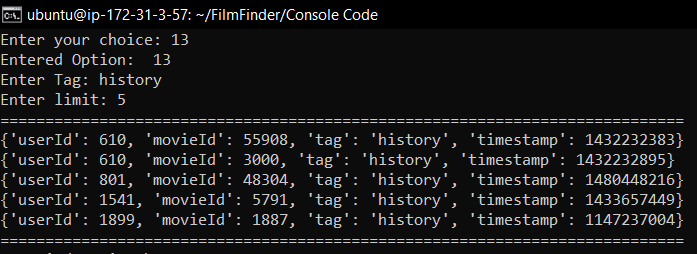 ubuntu@ip-172-31-3-57: ~/FilmFinder/Console Code
Enter your choice: 13
Entered Option:  13
Enter Tag: history
Enter limit: 5
=====================================================================
{'userId': 610, 'movieId': 55908, 'tag': 'history', 'timestamp': 1432232383}
{'userId': 610, 'movieId': 3000, 'tag': 'history', 'timestamp': 1432232895}
{'userId': 801, 'movieId': 48304, 'tag': 'history', 'timestamp': 1480448216}
{'userId': 1541, 'movieId': 5791, 'tag': 'history', 'timestamp': 1433657449}
{'userId': 1899, 'movieId': 1887, 'tag': 'history', 'timestamp': 1147237004}
=====================================================================